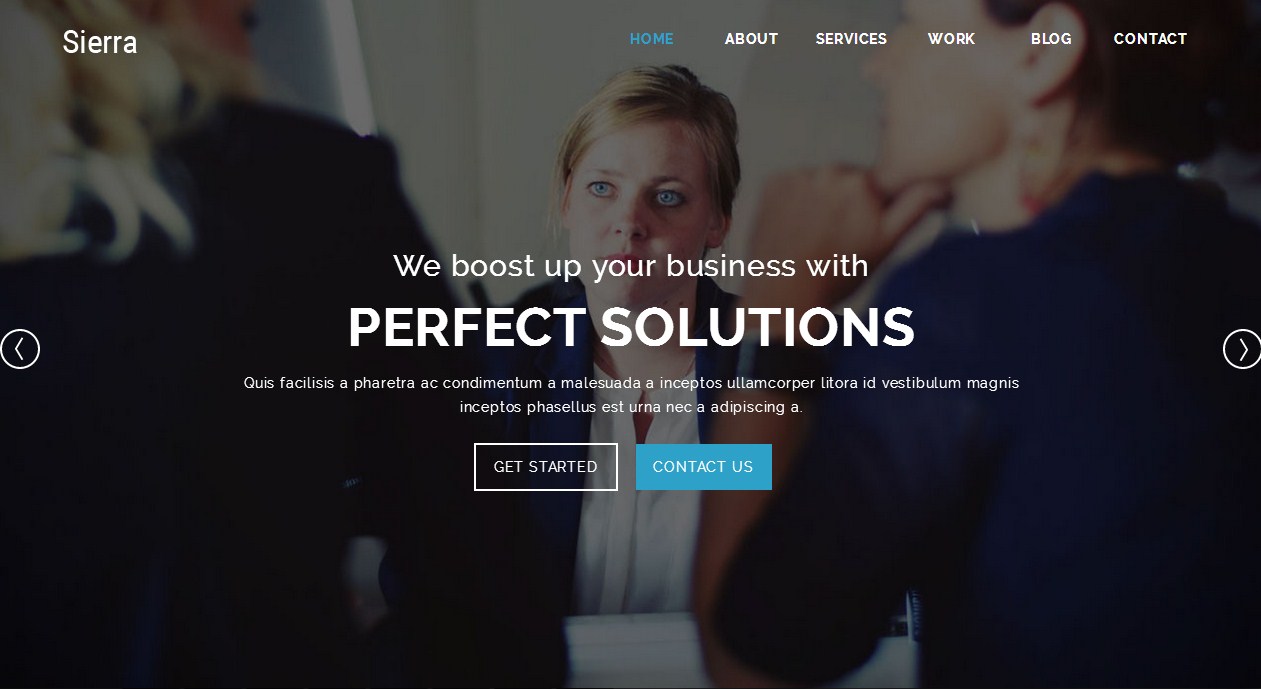 Sierra
HOME ABOUT SERVICES WORK BLOG CONTACT
We boost up your business with
PERFECT SOLUTIONS
Quis facilisis a pharetra ac condimentum a malesuada a inceptos ullamcorper litora id vestibulum magnis
inceptos phasellus est urna nec a adipiscing a.
GET STARTED CONTACT US